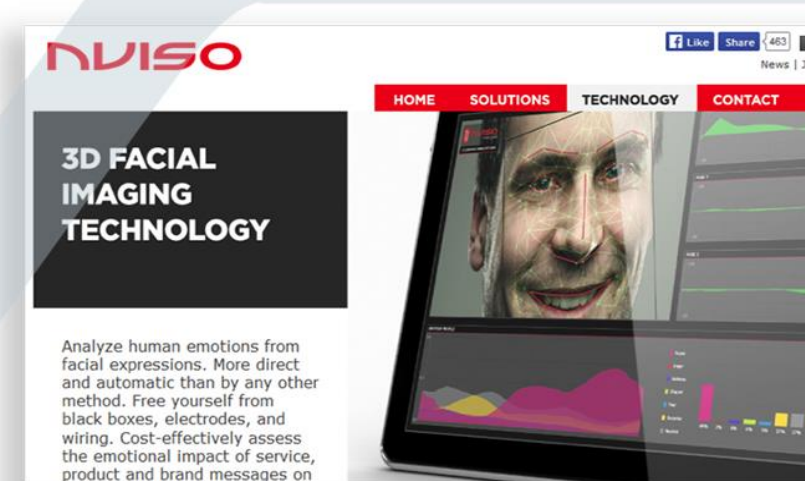 nviso
Like Share 463
News |
HOME SOLUTIONS TECHNOLOGY CONTACT
3D FACIAL
IMAGING
TECHNOLOGY
Analyze human emotions from
facial expressions. More direct
and automatic than by any other
method. Free yourself from
black boxes, electrodes, and
wiring. Cost-effectively assess
the emotional impact of service,
product and brand messages on